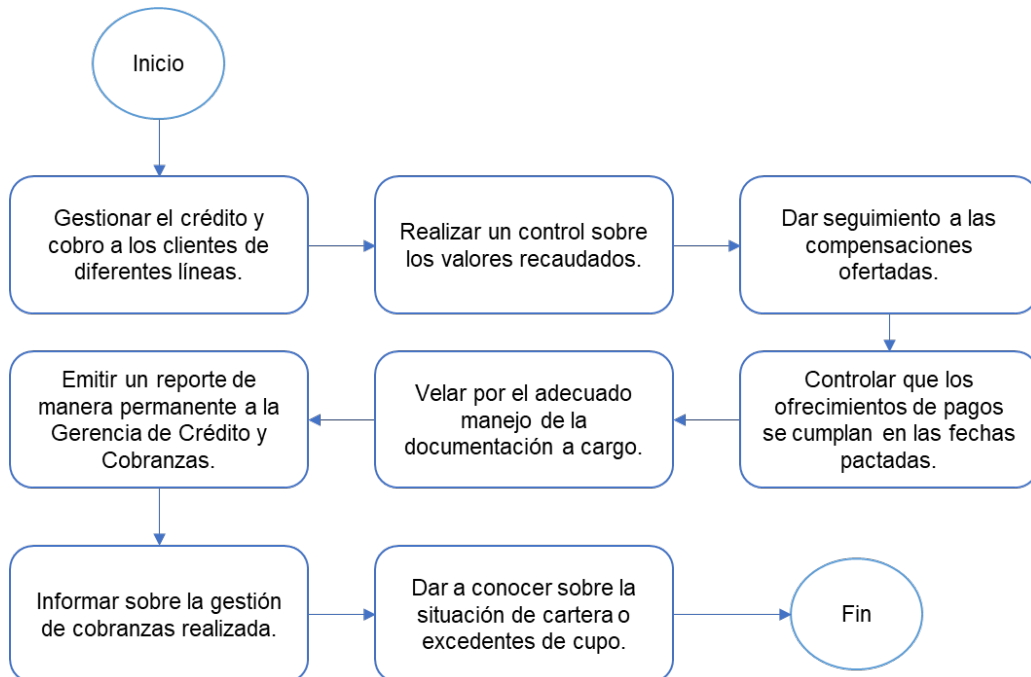 Inicio
Gestionar el crédito y
cobro a los clientes de
diferentes líneas.
Realizar un control sobre
los valores recaudados.
Dar seguimiento a las
compensaciones
ofertadas.
Controlar que los
ofrecimientos de pagos
se cumplan en las fechas
pactadas.
Velar por el adecuado
manejo de la
documentación a cargo.
Emitir un reporte de
manera permanente a la
Gerencia de Crédito y
Cobranzas.
Informar sobre la gestión
de cobranzas realizada.
Dar a conocer sobre la
situación de cartera o
excedentes de cupo.
Fin